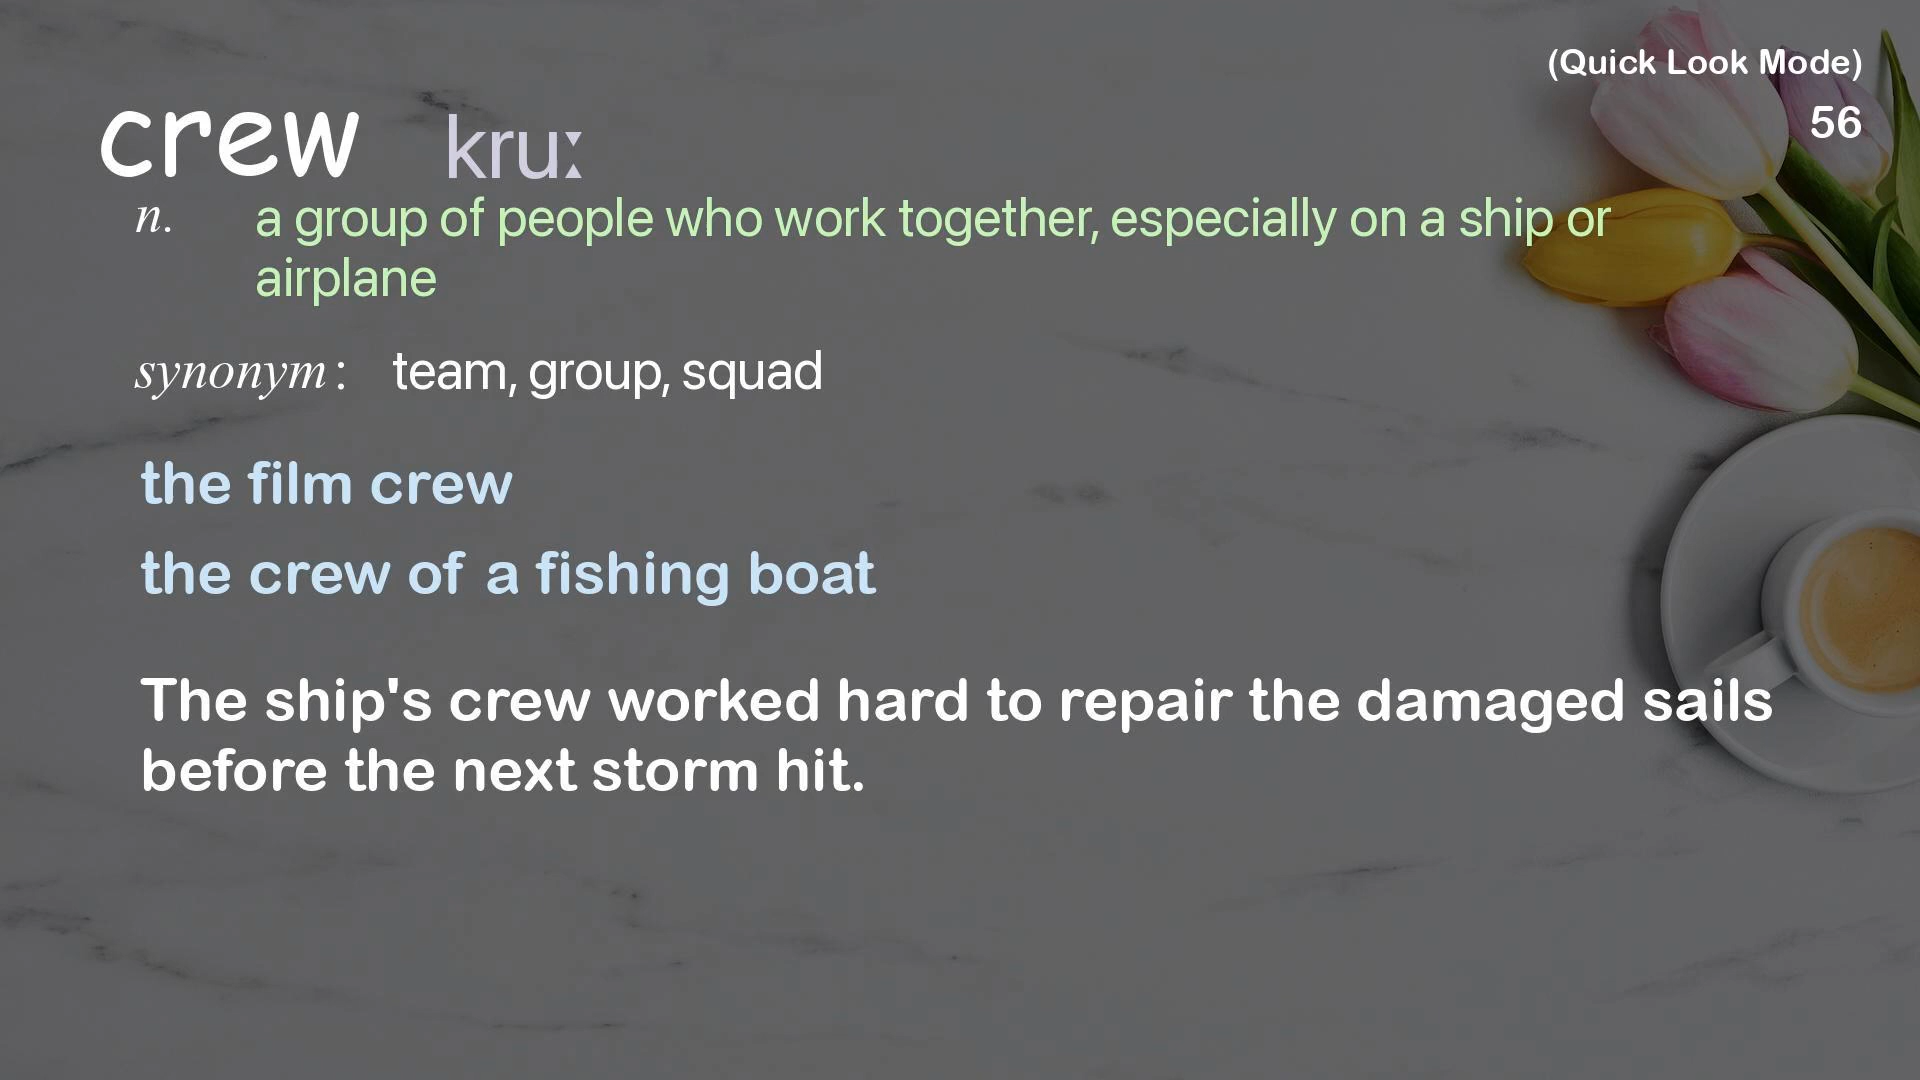 (Quick Look Mode)
56
crew kruː
n. a group of people who work together, especially on a ship or
airplane
synonym: team, group, squad
the film crew
the crew of a fishing boat
The ship's crew worked hard to repair the damaged sails
before the next storm hit.